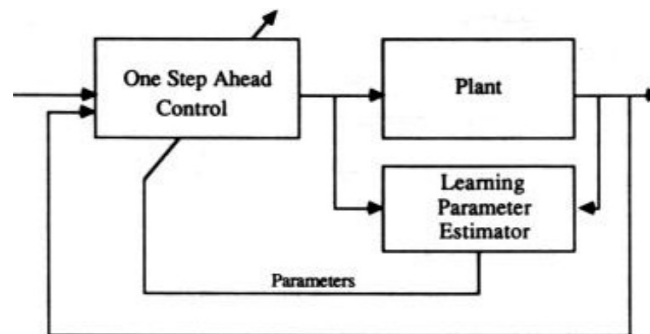 One Step Ahead
Control
Plant
Learning
Parameter
Estimator
Parameters